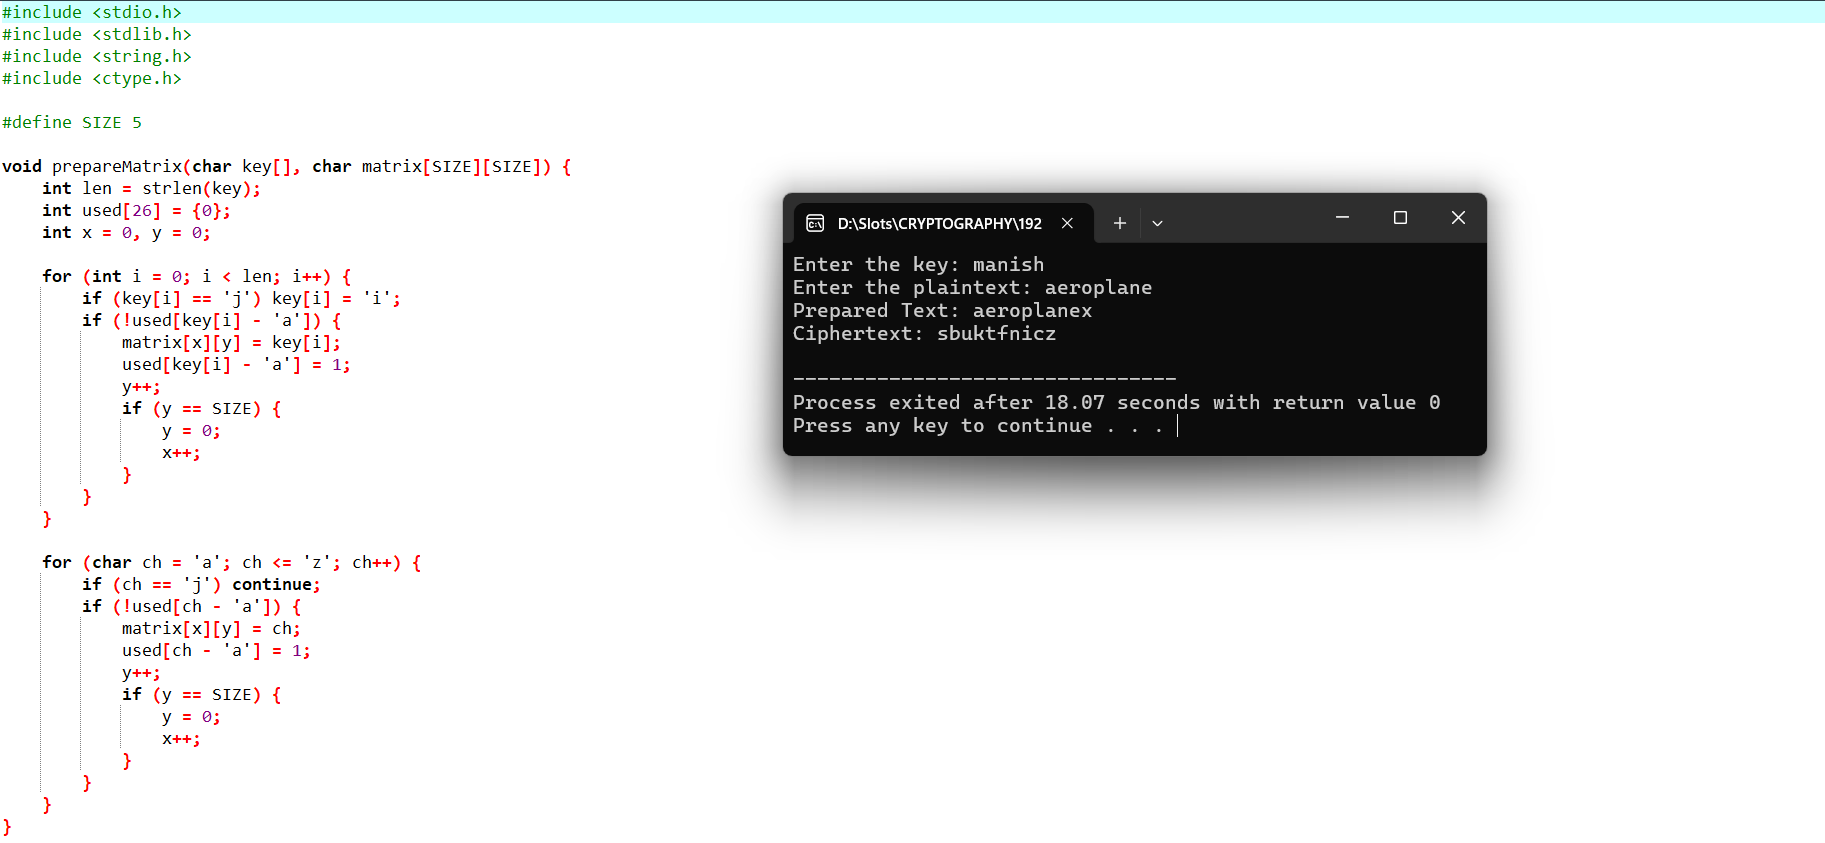 #include <stdio.h>
#include <stdlib.h>
#include <string.h>
#include <ctype.h>

#define SIZE 5

void prepareMatrix(char key[], char matrix[SIZE][SIZE]) {
    int len = strlen(key);
    int used[26] = {0};
    int x = 0, y = 0;

    for (int i = 0; i < len; i++) {
        if (key[i] == 'j') key[i] = 'i';
        if (!used[key[i] - 'a']) {
            matrix[x][y] = key[i];
            used[key[i] - 'a'] = 1;
            y++;
            if (y == SIZE) {
                y = 0;
                x++;
            }
        }
    }

    for (char ch = 'a'; ch <= 'z'; ch++) {
        if (ch == 'j') continue;
        if (!used[ch - 'a']) {
            matrix[x][y] = ch;
            used[ch - 'a'] = 1;
            y++;
            if (y == SIZE) {
                y = 0;
                x++;
            }
        }
    }
}
D:\Slots\CRYPTOGRAPHY\192
Enter the key: manish
Enter the plaintext: aeroplane
Prepared Text: aeroplanex
Ciphertext: sbuktfnicz

--------------------------------
Process exited after 18.07 seconds with return value 0
Press any key to continue . . .